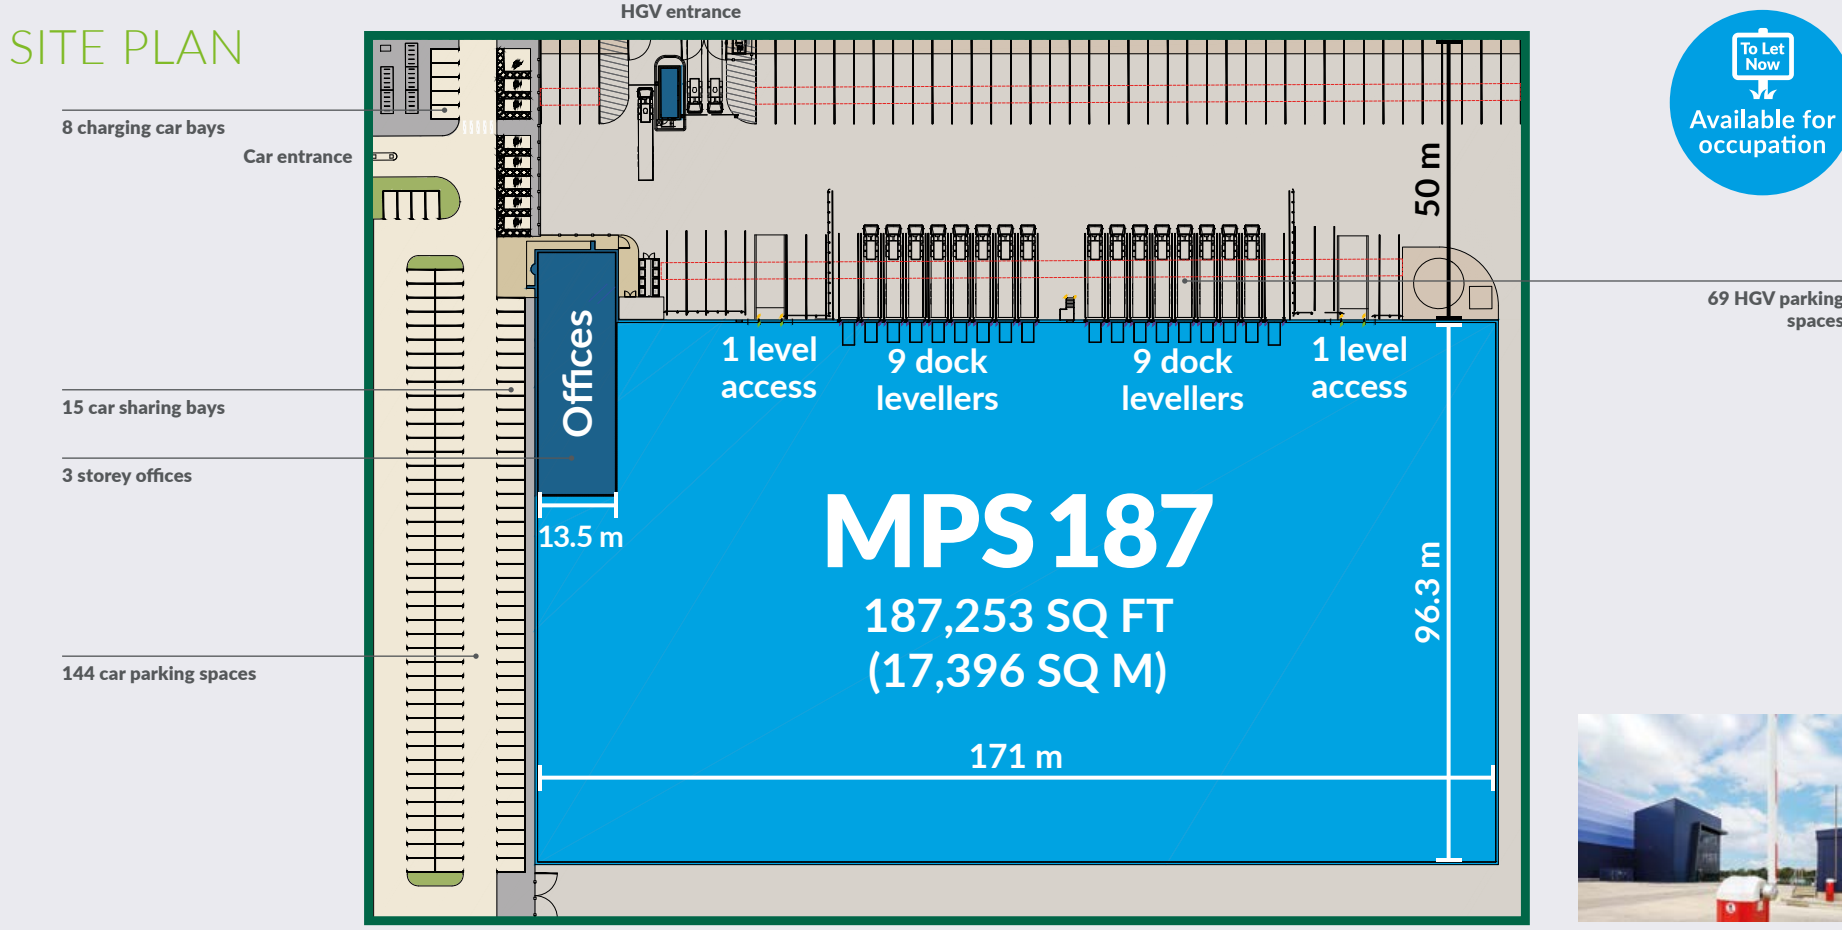 HGV entrance
SITE PLAN
To Let
Now
Available for
occupation
8 charging car bays
Car entrance
50 m
69 HGV parking
spaces
Offices
1 level
access
9 dock
levellers
9 dock
levellers
1 level
access
15 car sharing bays
3 storey offices
13.5 m
MPS 187
187,253 SQ FT
(17,396 SQ M)
96.3 m
144 car parking spaces
171 m